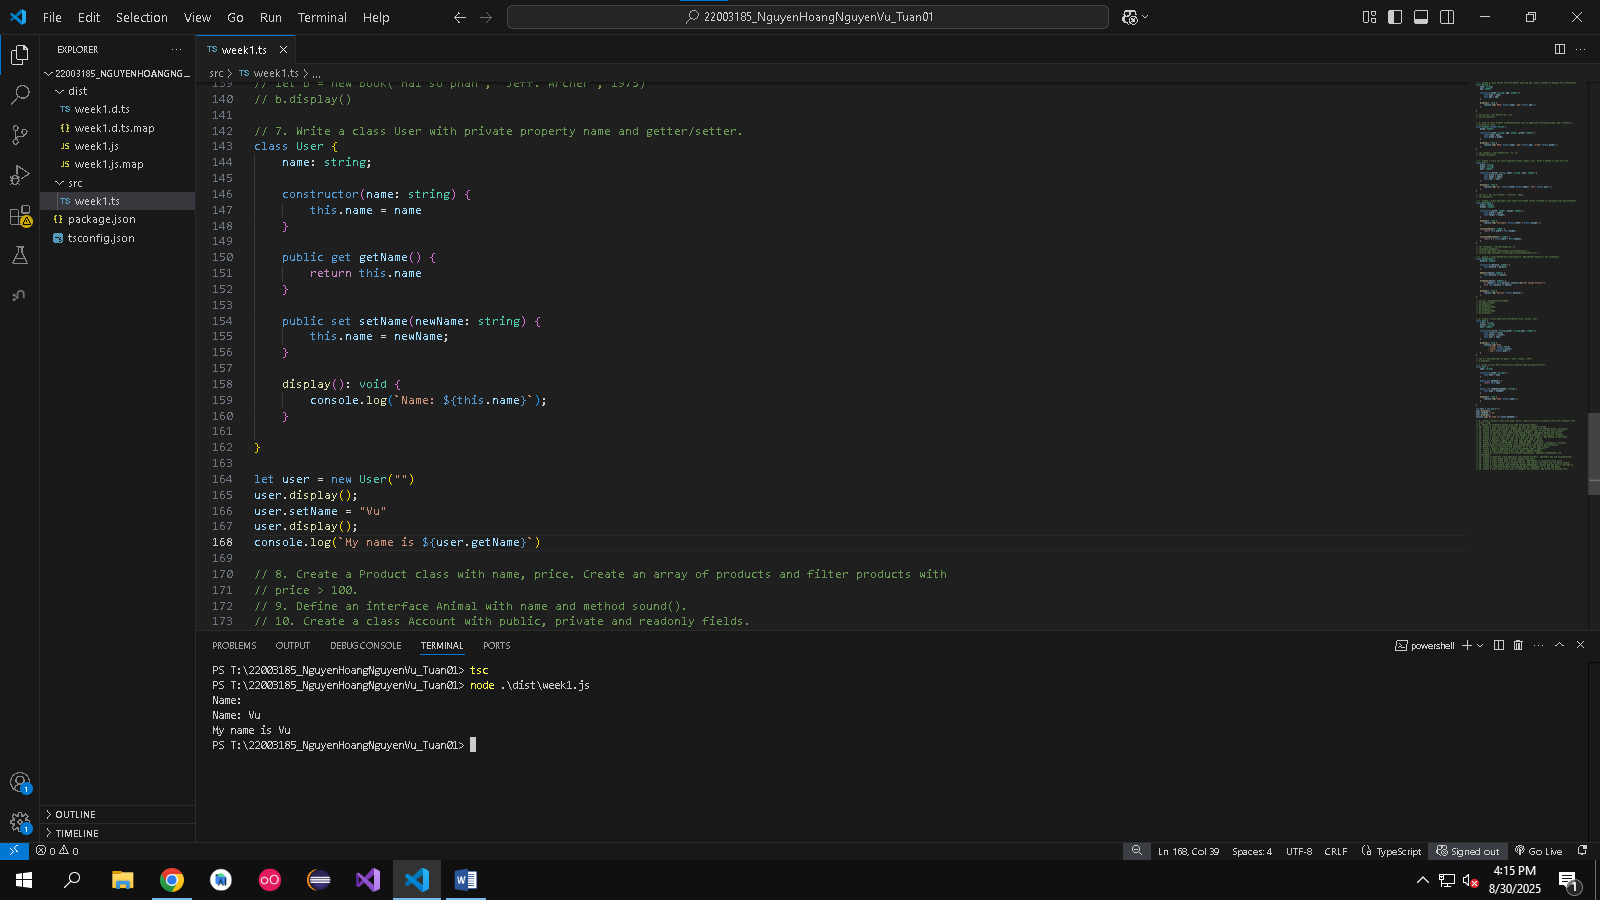 File Edit Selection View Go Run Terminal Help
22003185_NguyenHoangNguyenVu_Tuan01
EXPLORER
22003185_NGUYENHOANGNG...
dist
TS week1.d.ts
{} week1.d.ts.map
JS week1.js
JS week1.js.map
src
TS week1.ts
{} package.json
tsconfig.json
OUTLINE
TIMELINE
TS week1.ts
src > TS week1.ts > ...
140 // b.display()
141
142 // 7. Write a class User with private property name and getter/setter.
143 class User {
144 name: string;
145
146 constructor(name: string) {
147 this.name = name
148 }
149
150 public get getName() {
151 return this.name
152 }
153
154 public set setName(newName: string) {
155 this.name = newName;
156 }
157
158 display(): void {
159 console.log(`Name: ${this.name}`);
160 }
161
162 }
163
164 let user = new User("")
165 user.display();
166 user.setName = "Vu"
167 user.display();
168 console.log(`My name is ${user.getName}`)
169
170 // 8. Create a Product class with name, price. Create an array of products and filter products with
171 // price > 100.
172 // 9. Define an interface Animal with name and method sound().
173 // 10. Create a class Account with public, private and readonly fields.
PROBLEMS OUTPUT DEBUG CONSOLE TERMINAL PORTS
powershell
PS T:\22003185_NguyenHoangNguyenVu_Tuan01> tsc
PS T:\22003185_NguyenHoangNguyenVu_Tuan01> node .\dist\week1.js
Name:
Name: Vu
My name is Vu
PS T:\22003185_NguyenHoangNguyenVu_Tuan01>
0 0
Ln 168, Col 39 Spaces: 4 UTF-8 CRLF TypeScript Signed out Go Live
4:15 PM
8/30/2025
1